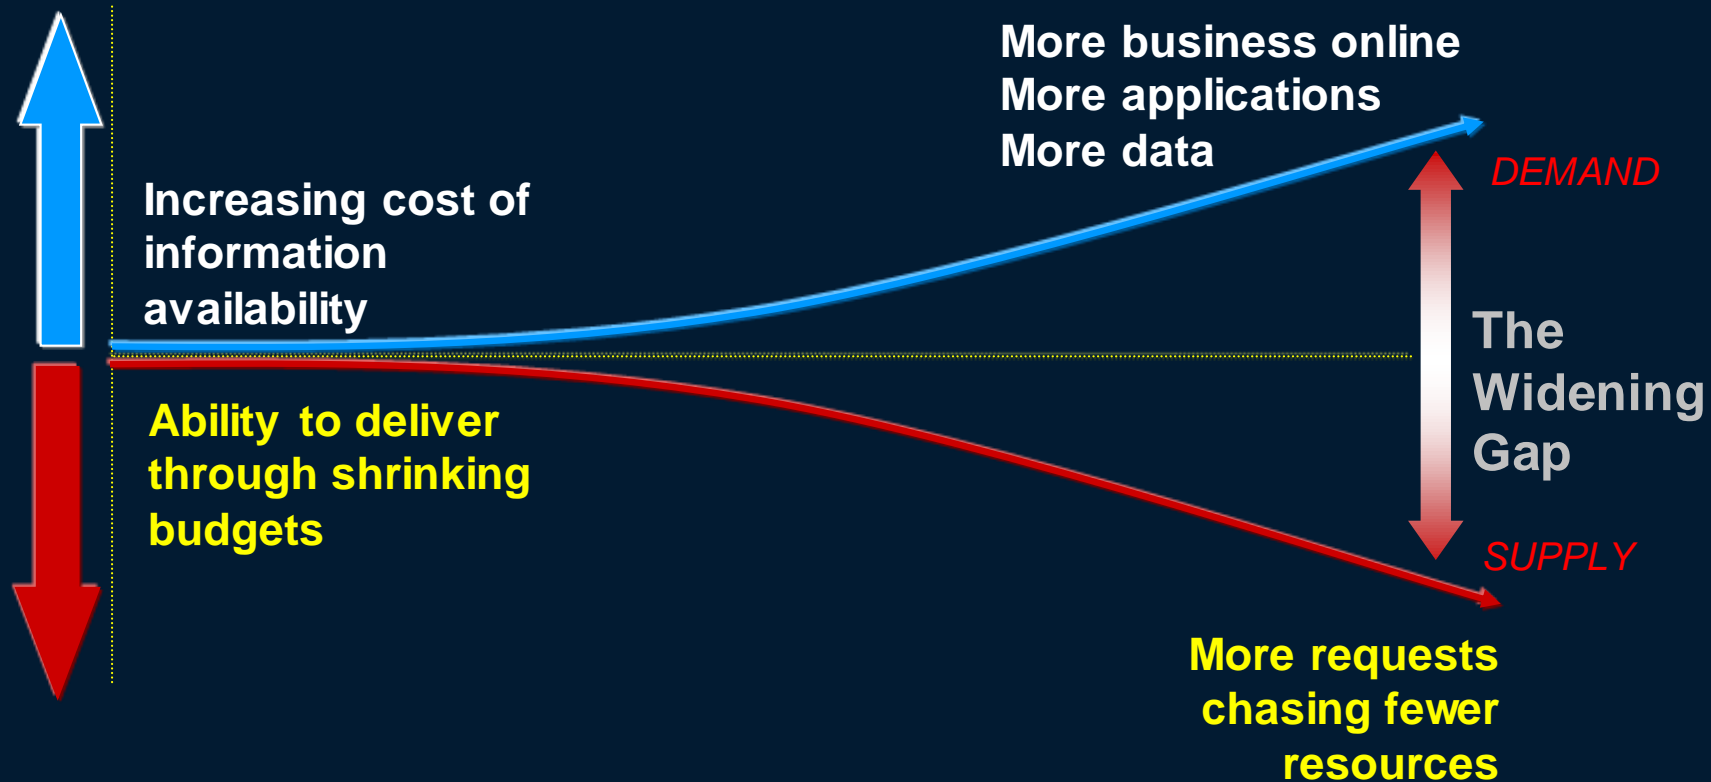 More business online
More applications
More data
DEMAND
Increasing cost of
information
availability
The
Widening
Gap
Ability to deliver
through shrinking
budgets
SUPPLY
More requests
chasing fewer
resources